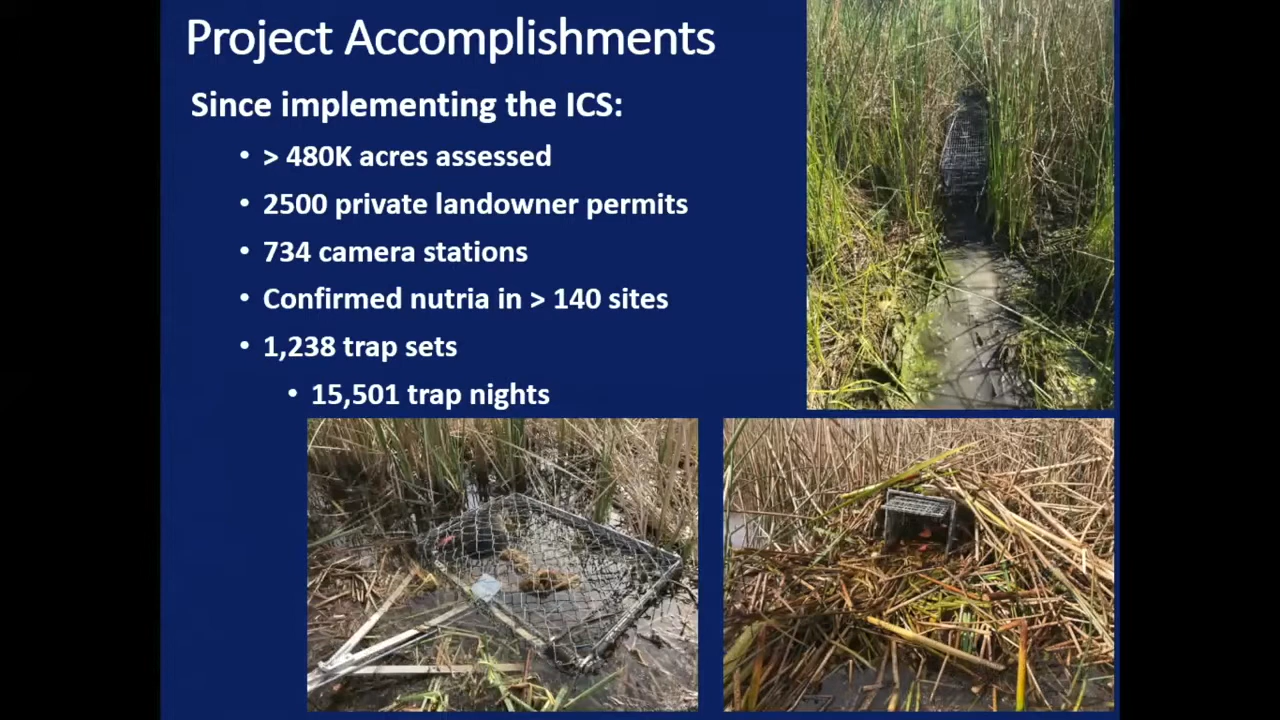 Project Accomplishments
Since implementing the ICS:
• > 480K acres assessed
• 2500 private landowner permits
• 734 camera stations
• Confirmed nutria in > 140 sites
• 1,238 trap sets
• 15,501 trap nights